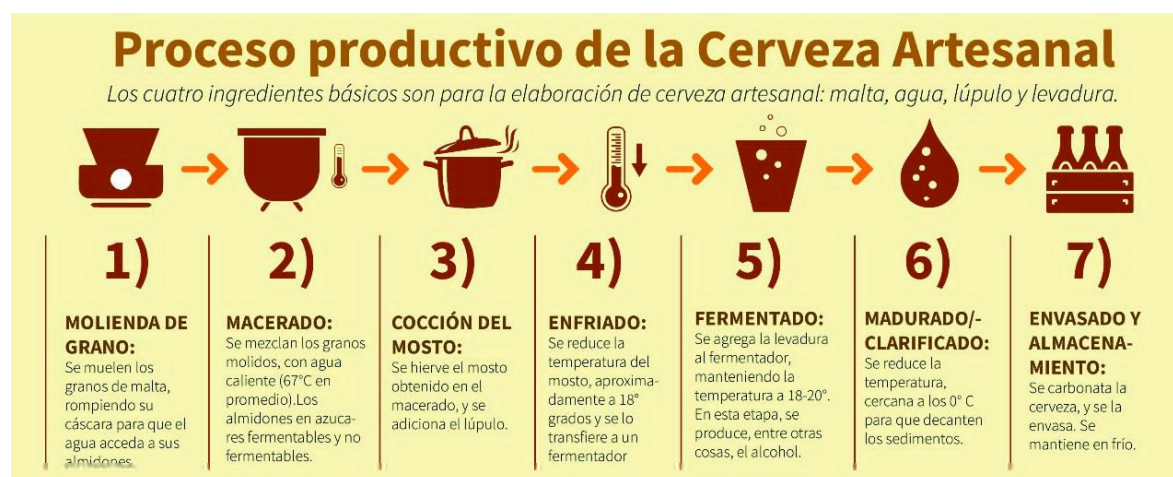 Proceso productivo de la Cerveza Artesanal
Los cuatro ingredientes básicos son para la elaboración de cerveza artesanal: malta, agua, lúpulo y levadura.
1)
MOLIENDA DE
GRANO:
Se muelen los
granos de malta,
rompiendo su
cáscara para que el
agua acceda a sus
almidones.
2)
MACERADO:
Se mezclan los granos
molidos, con agua
caliente (67°C en
promedio).Los
almidones en azuca-
res fermentables y no
fermentables.
3)
COCCIÓN DEL
MOSTO:
Se hierve el mosto
obtenido en el
macerado, y se
adiciona el lúpulo.
4)
ENFRIADO:
Se reduce la
temperatura del
mosto, aproxima-
damente a 18°
grados y se lo
transfiere a un
fermentador
5)
FERMENTADO:
Se agrega la levadura
al fermentador,
manteniendo la
temperatura a 18-20°.
En esta etapa, se
produce, entre otras
cosas, el alcohol.
6)
MADURADO/-
CLARIFICADO:
Se reduce la
temperatura,
cercana a los 0° C
para que decanten
los sedimentos.
7)
ENVASADO Y
ALMACENA-
MIENTO:
Se carbonata la
cerveza, y se la
envasa. Se
mantiene en frío.